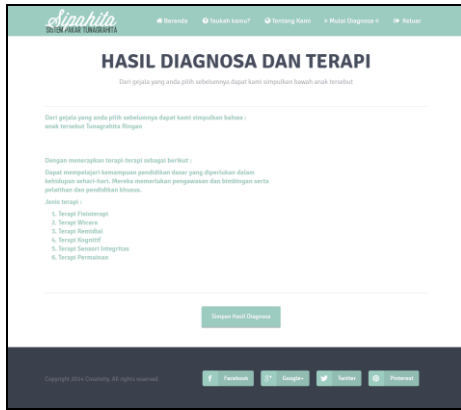 Sipahita
SISTEM PAKAR TUNAGRAHITA
Beranda Taukah kamu? Tentang Kami + Mulai Diagnosa + Keluar
HASIL DIAGNOSA DAN TERAPI
Dari gejala yang anda pilih sebelumnya dapat kami simpulkan bawah anak tersebut
Dari gejala yang anda pilih sebelumnya dapat kami simpulkan bahwa :
anak tersebut Tunagrahita Ringan
Dengan menerapkan terapi-terapi sebagai berikut :
Dapat mempelajari kemampuan pendidikan dasar yang diperlukan dalam
kehidupan sehari-hari. Mereka memerlukan pengawasan dan bimbingan serta
pelatihan dan pendidikan khusus.
Jenis terapi :
1. Terapi Fisioterapi
2. Terapi Wicara
3. Terapi Remidial
4. Terapi Kognitif
5. Terapi Sensori Integritas
6. Terapi Permainan
Simpan Hasil Diagnosa
Copyright 2014 Creativity. All rights reserved.
Facebook Google+ Twitter Pinterest